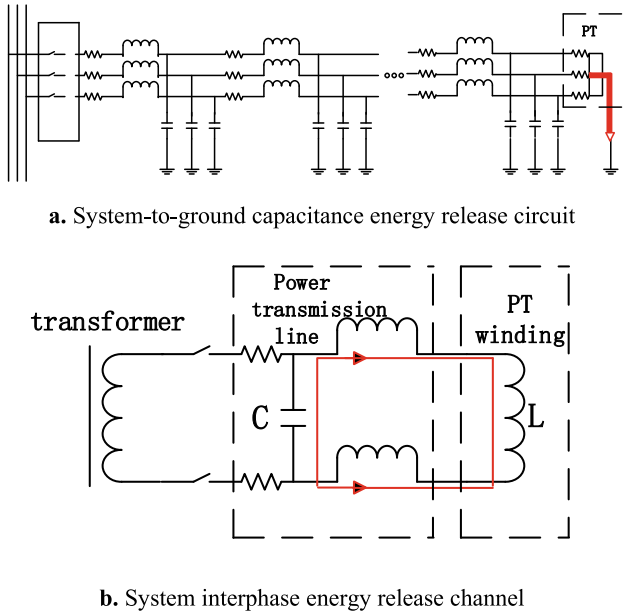 PT
a. System-to-ground capacitance energy release circuit
Power
transmission
line
PT
winding
transformer
C
L
b. System interphase energy release channel